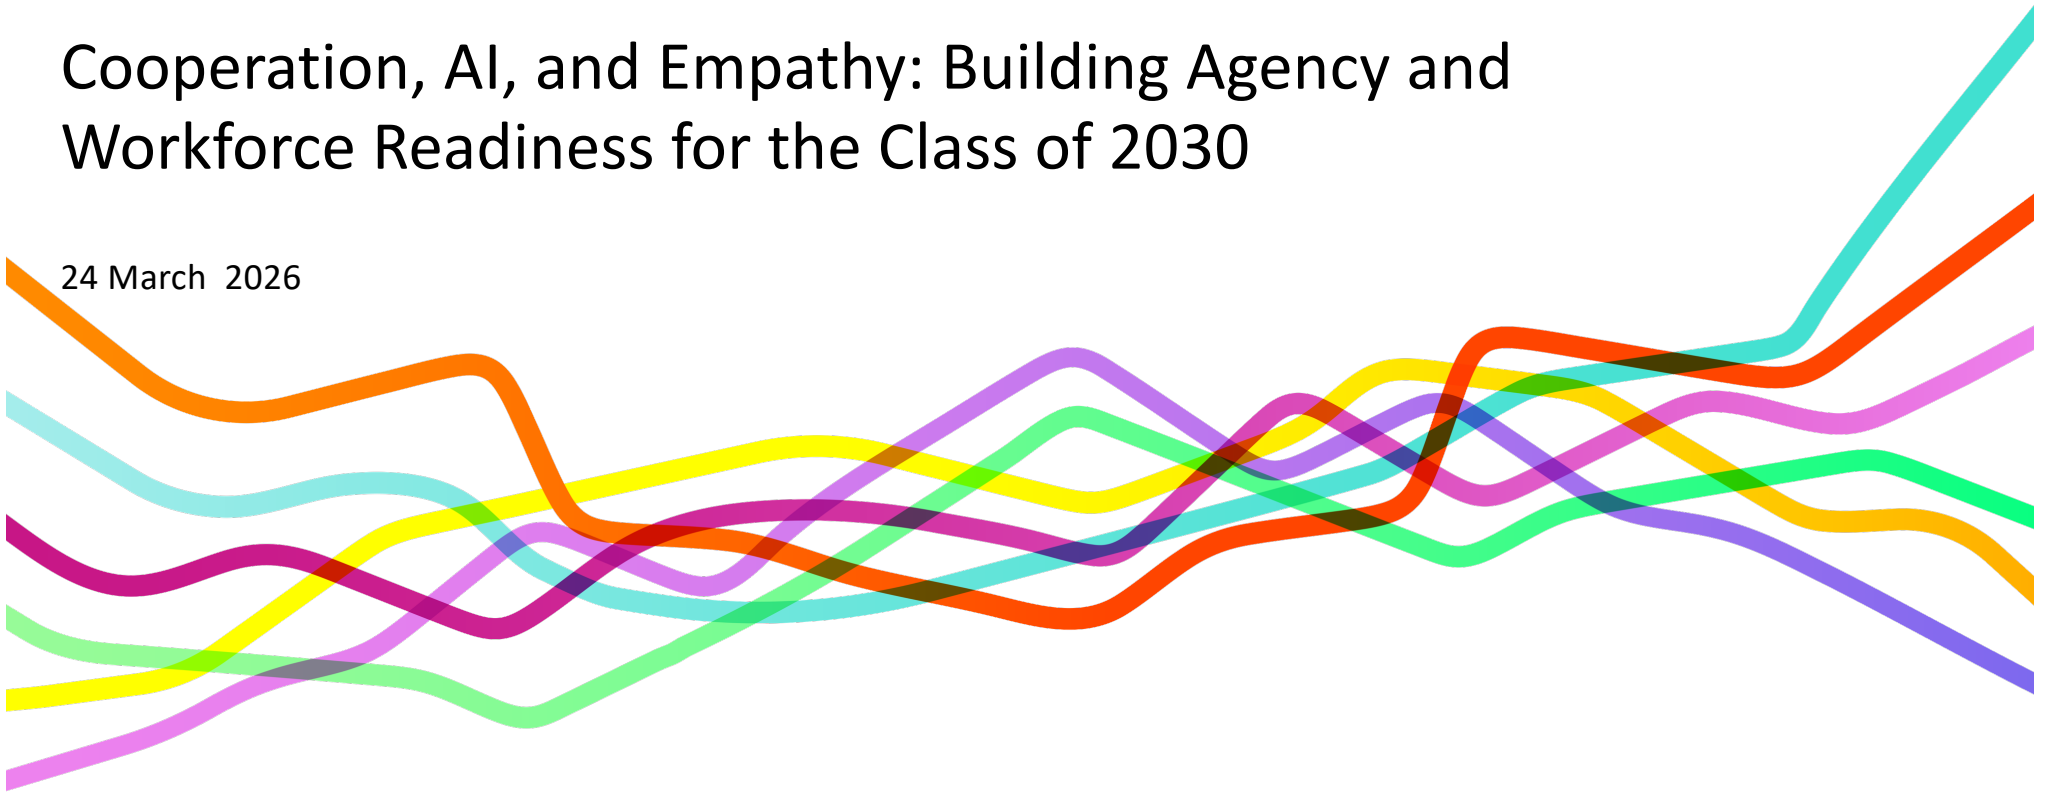 Cooperation, AI, and Empathy: Building Agency and
Workforce Readiness for the Class of 2030
24 March  2026